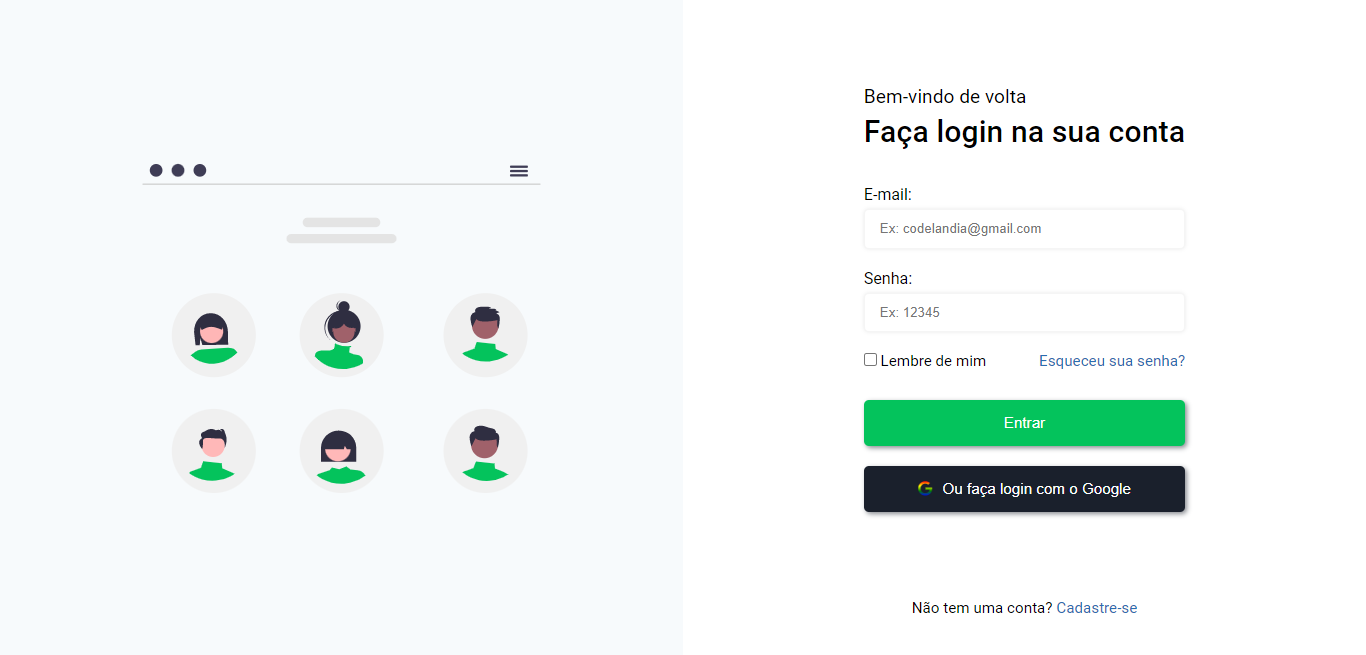 Bem-vindo de volta
Faça login na sua conta
E-mail:
Ex: codelandia@gmail.com
Senha:
Ex: 12345
Lembre de mim Esqueceu sua senha?
Entrar
Ou faça login com o Google
Não tem uma conta? Cadastre-se